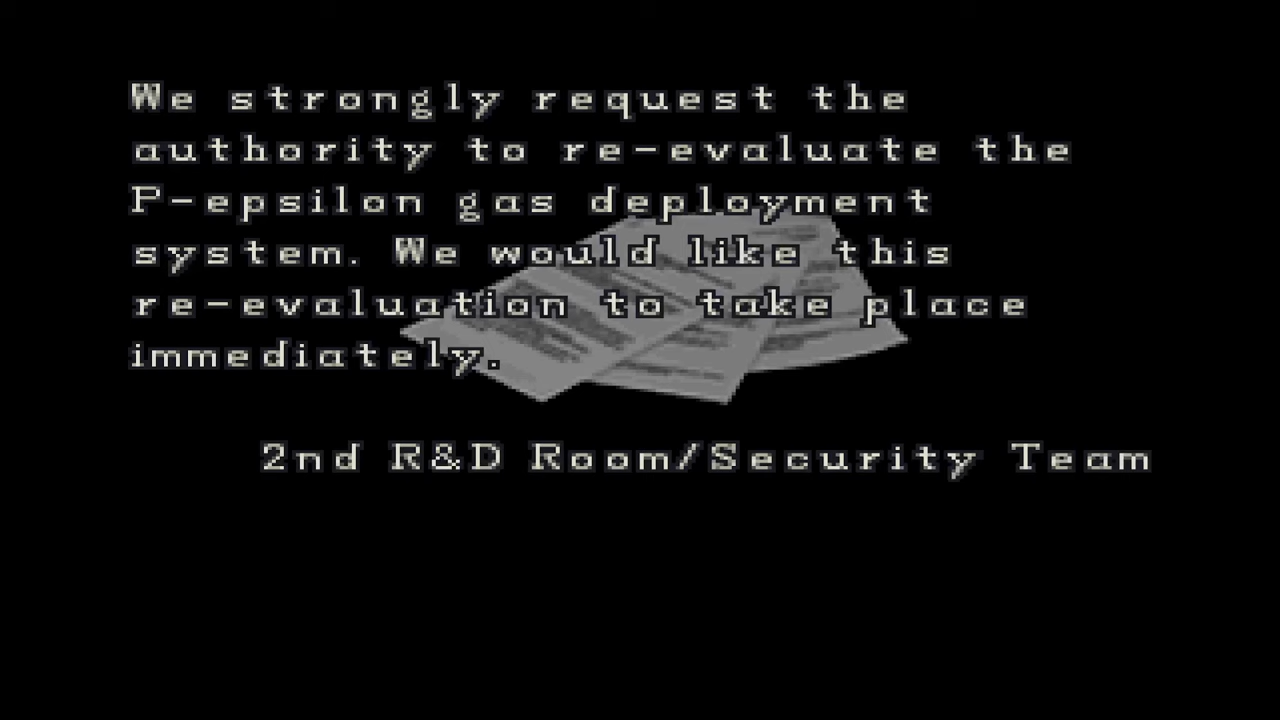 We strongly request the
authority to re-evaluate the
P-epsilon gas deployment
system. We would like this
re-evaluation to take place
immediately.
2nd R&D Room/Security Team